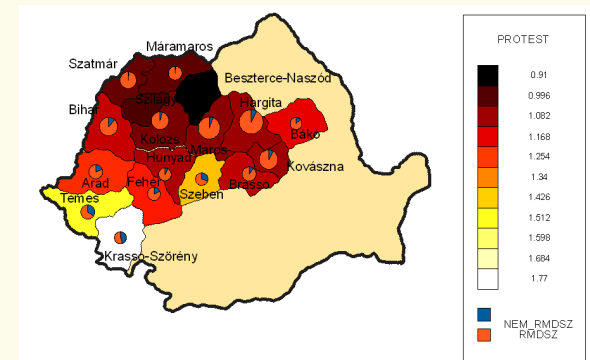 Máramaros
Szatmár
Beszterce-Naszód
Szilágy
Hargita
Bihar
Bakó
Kolozs
Maros
Hunyad
Kovászna
Arad
Fehér
Brassó
Szeben
Temes
Krassó-Szörény
PROTEST
0.91
0.996
1.082
1.168
1.254
1.34
1.426
1.512
1.598
1.684
1.77
NEM_RMDSZ
RMDSZ